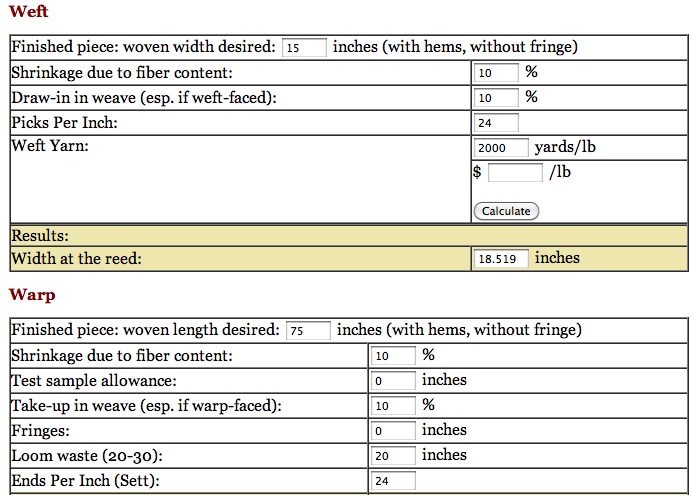 Weft
Finished piece: woven width desired: 15 inches (with hems, without fringe)
Shrinkage due to fiber content: 10 %
Draw-in in weave (esp. if weft-faced): 10 %
Picks Per Inch: 24
Weft Yarn: 2000 yards/lb
$ /lb
Calculate
Results:
Width at the reed: 18.519 inches
Warp
Finished piece: woven length desired: 75 inches (with hems, without fringe)
Shrinkage due to fiber content: 10 %
Test sample allowance: 0 inches
Take-up in weave (esp. if warp-faced): 10 %
Fringes: 0 inches
Loom waste (20-30): 20 inches
Ends Per Inch (Sett): 24